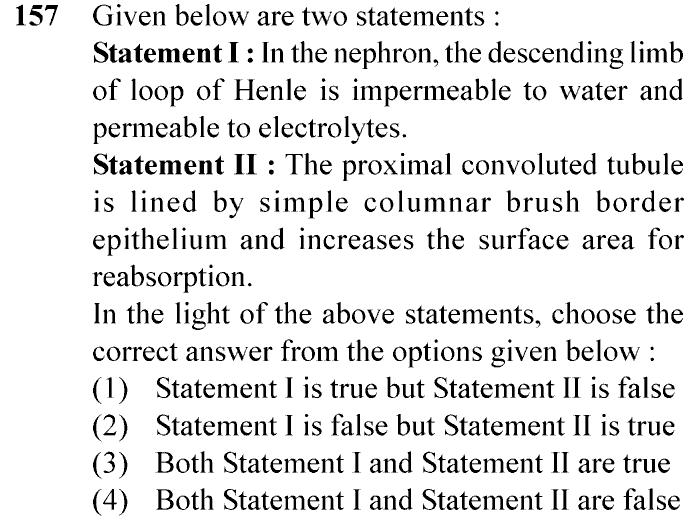 157 Given below are two statements :
Statement I : In the nephron, the descending limb
of loop of Henle is impermeable to water and
permeable to electrolytes.
Statement II : The proximal convoluted tubule
is lined by simple columnar brush border
epithelium and increases the surface area for
reabsorption.
In the light of the above statements, choose the
correct answer from the options given below :
(1) Statement I is true but Statement II is false
(2) Statement I is false but Statement II is true
(3) Both Statement I and Statement II are true
(4) Both Statement I and Statement II are false